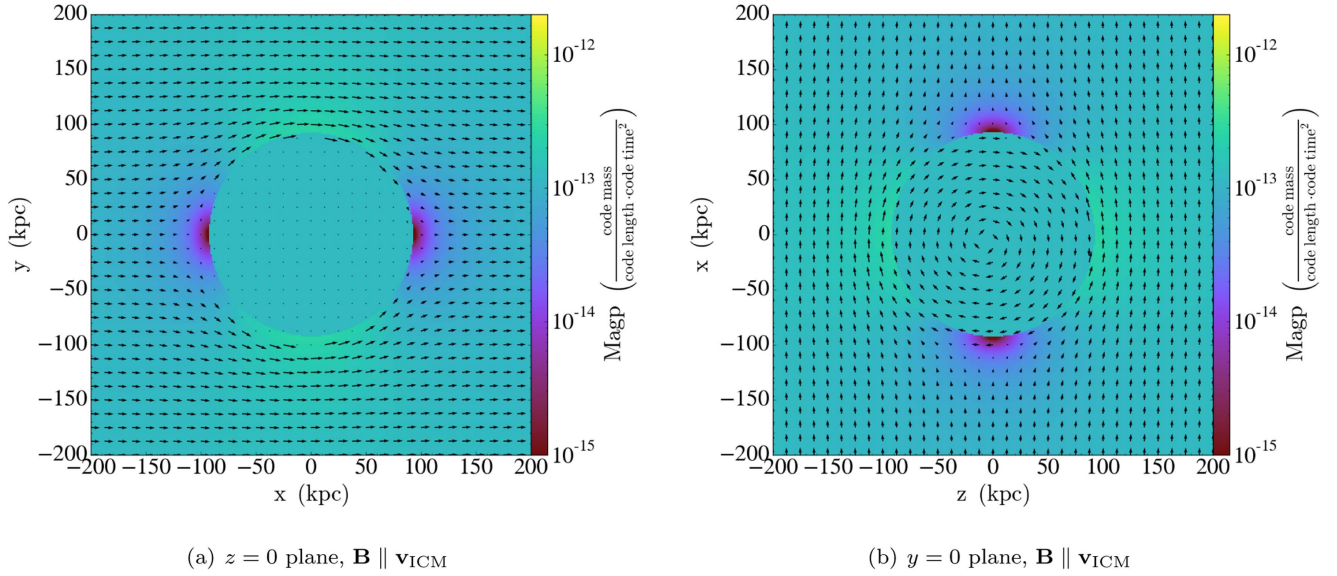 200
150
100
50
0
−50
−100
−150
−200
y (kpc)
−200 −150 −100 −50 0 50 100 150 200
x (kpc)
10^-12
10^-13
10^-14
10^-15
Magp (code mass / code length·code time^2)
200
150
100
50
0
−50
−100
−150
−200
x (kpc)
−200 −150 −100 −50 0 50 100 150 200
z (kpc)
10^-12
10^-13
10^-14
10^-15
Magp (code mass / code length·code time^2)
(a) z = 0 plane, B ∥ v_ICM
(b) y = 0 plane, B ∥ v_ICM